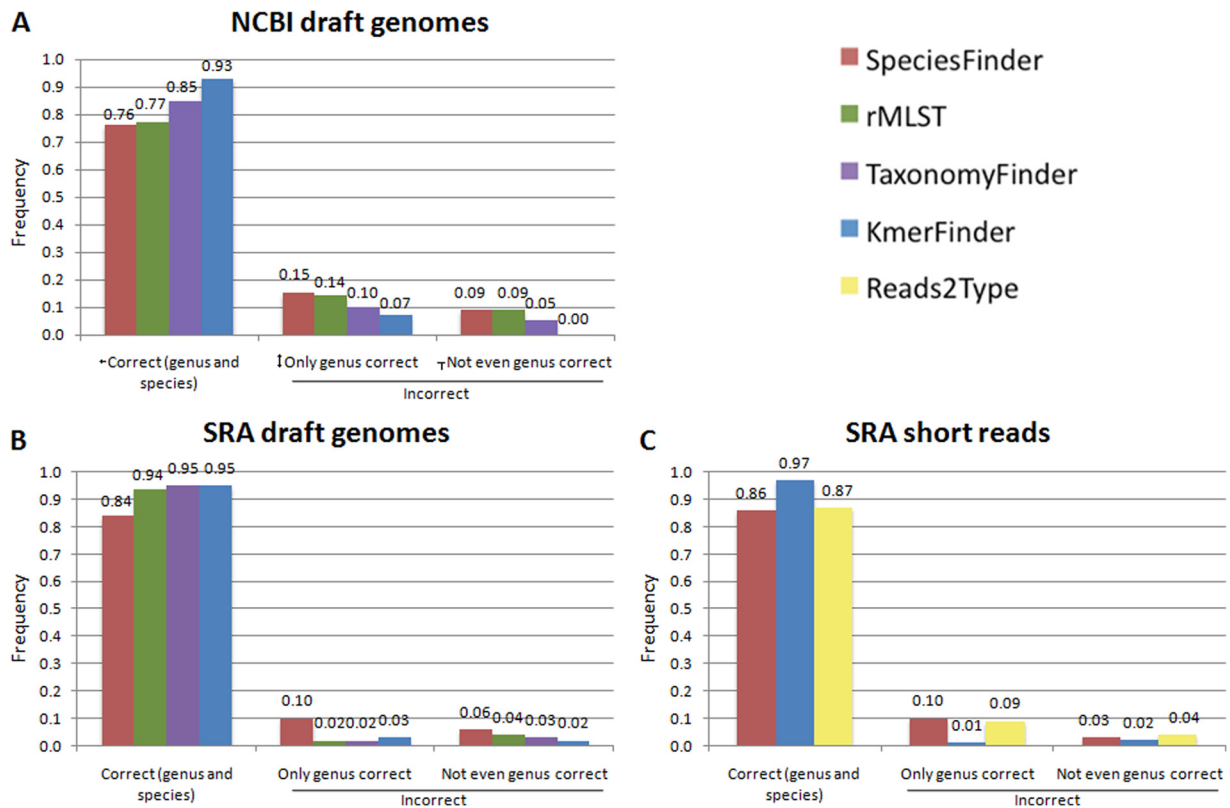 A
NCBI draft genomes
Frequency
1.0
0.9
0.8
0.7
0.6
0.5
0.4
0.3
0.2
0.1
0.0
0.76
0.77
0.85
0.93
0.15
0.14
0.10
0.07
0.09
0.09
0.05
0.00
Correct (genus and
species)
Only genus correct
Not even genus correct
Incorrect
SpeciesFinder
rMLST
TaxonomyFinder
KmerFinder
Reads2Type
B
SRA draft genomes
Frequency
1.0
0.9
0.8
0.7
0.6
0.5
0.4
0.3
0.2
0.1
0.0
0.84
0.94
0.95
0.95
0.10
0.02
0.02
0.03
0.06
0.04
0.03
0.02
Correct (genus and
species)
Only genus correct
Not even genus correct
Incorrect
C
SRA short reads
Frequency
1.0
0.9
0.8
0.7
0.6
0.5
0.4
0.3
0.2
0.1
0.0
0.86
0.97
0.87
0.10
0.01
0.09
0.03
0.02
0.04
Correct (genus and
species)
Only genus correct
Not even genus correct
Incorrect